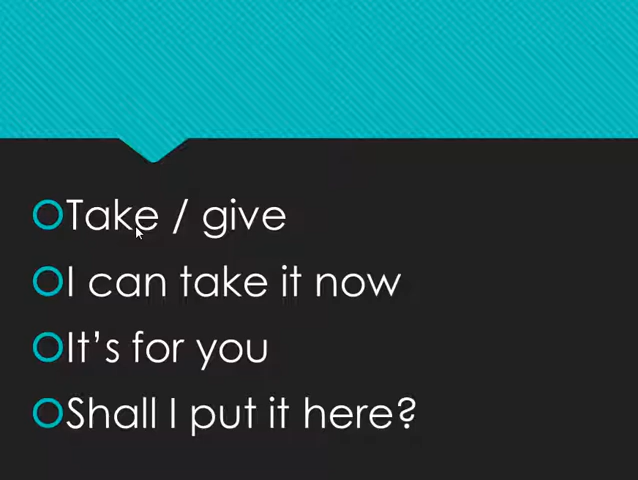 Take / give
I can take it now
It's for you
Shall I put it here?